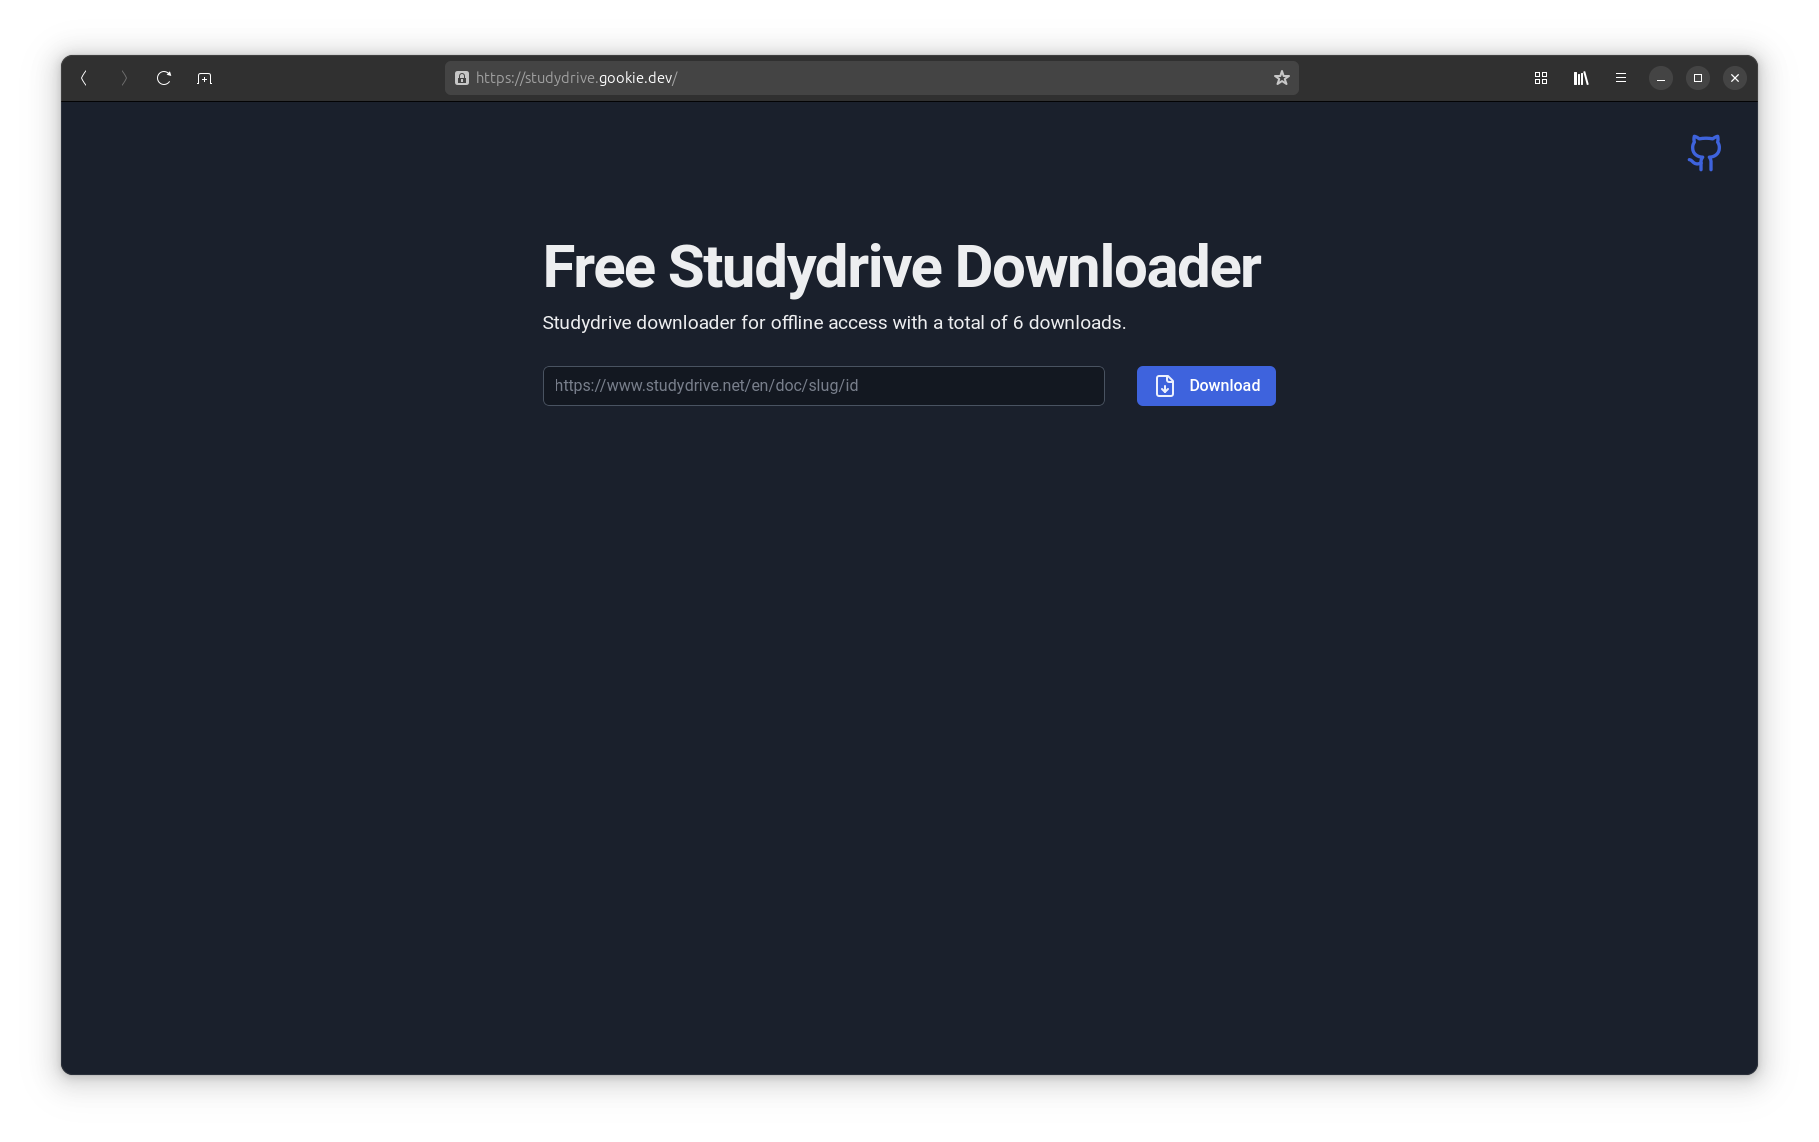 https://studydrive.gookie.dev/
Free Studydrive Downloader
Studydrive downloader for offline access with a total of 6 downloads.
https://www.studydrive.net/en/doc/slug/id
Download